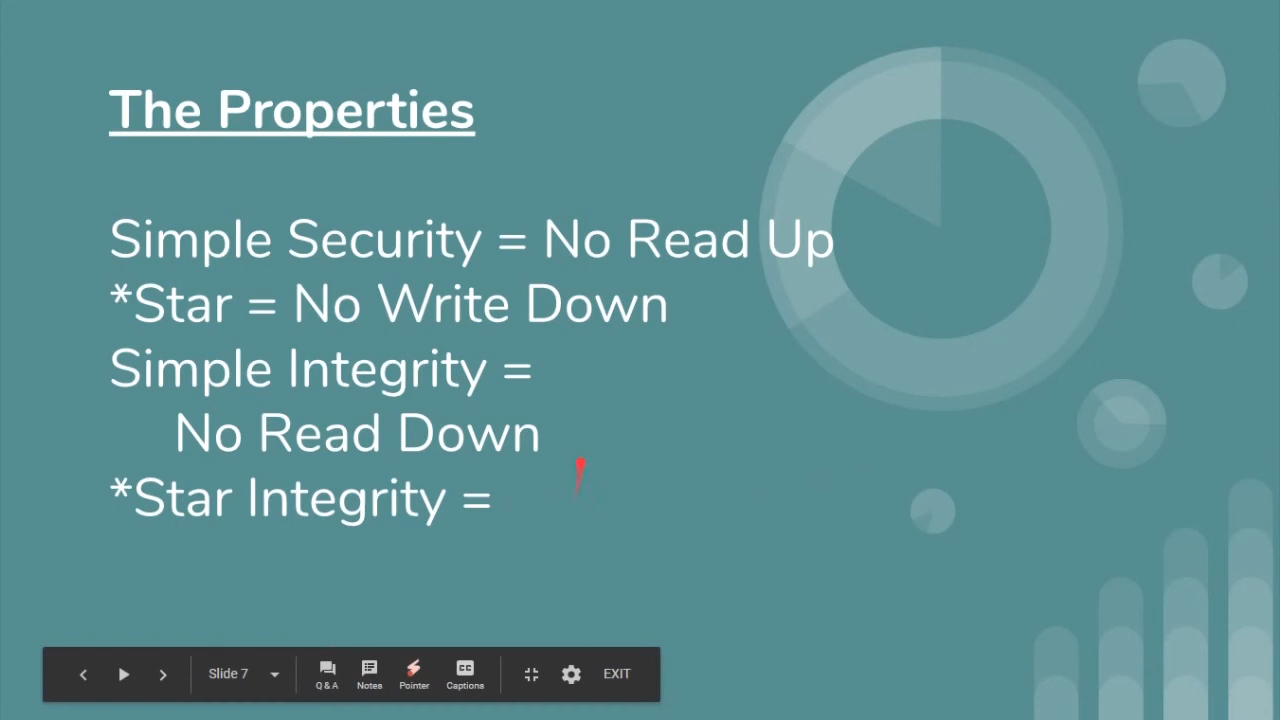 The Properties
Simple Security = No Read Up
*Star = No Write Down
Simple Integrity =
No Read Down
*Star Integrity =
Slide 7
Q & A
Notes
Pointer
CC
Captions
EXIT